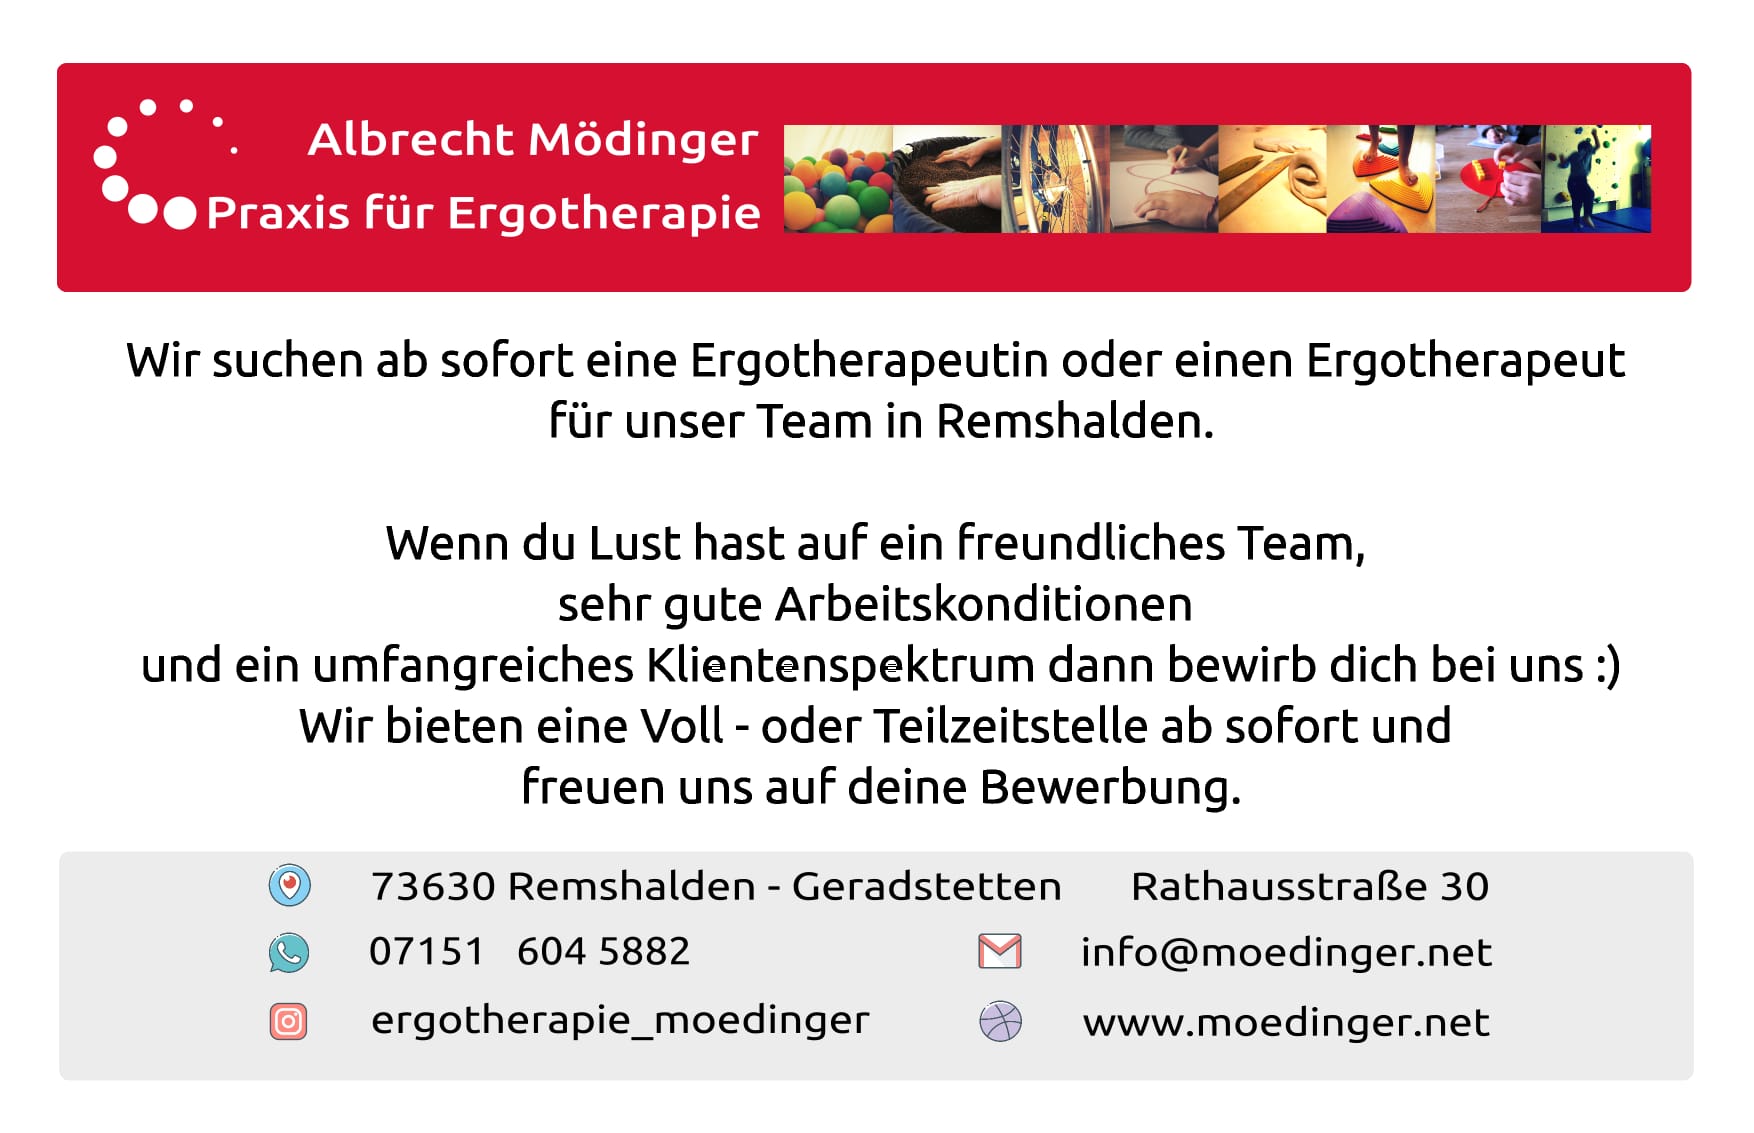 Albrecht Mödinger
Praxis für Ergotherapie
Wir suchen ab sofort eine Ergotherapeutin oder einen Ergotherapeut
für unser Team in Remshalden.
Wenn du Lust hast auf ein freundliches Team,
sehr gute Arbeitskonditionen
und ein umfangreiches Klientenspektrum dann bewirb dich bei uns :)
Wir bieten eine Voll - oder Teilzeitstelle ab sofort und
freuen uns auf deine Bewerbung.
73630 Remshalden - Geradstetten Rathausstraße 30
07151 604 5882 info@moedinger.net
ergotherapie_moedinger www.moedinger.net